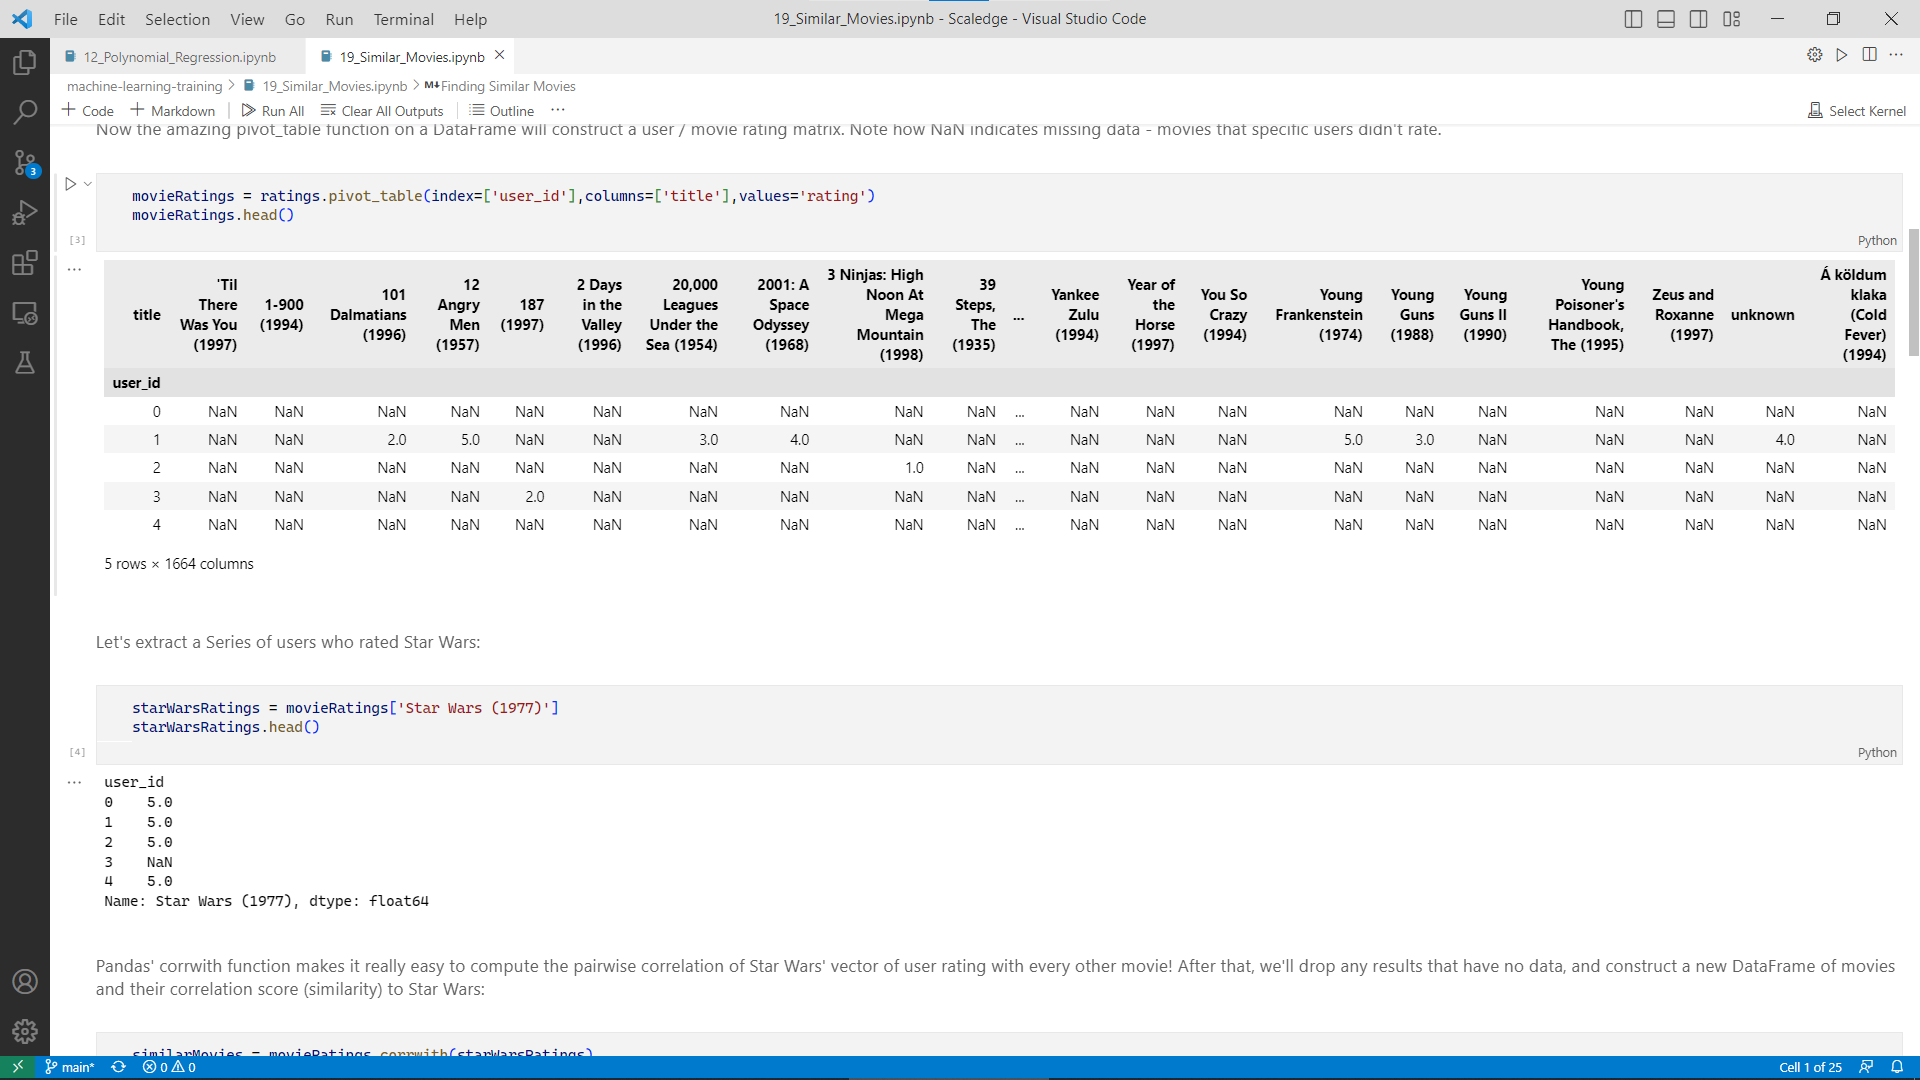 File Edit Selection View Go Run Terminal Help
19_Similar_Movies.ipynb - Scaledge - Visual Studio Code
12_Polynomial_Regression.ipynb
19_Similar_Movies.ipynb
machine-learning-training > 19_Similar_Movies.ipynb > M↓Finding Similar Movies
+ Code + Markdown Run All Clear All Outputs Outline ...
Select Kernel
Now the amazing pivot_table function on a DataFrame will construct a user / movie rating matrix. Note how NaN indicates missing data - movies that specific users didn't rate.
movieRatings = ratings.pivot_table(index=['user_id'],columns=['title'],values='rating')
movieRatings.head()
[3]
Python
title 'Til There Was You (1997) 1-900 (1994) 101 Dalmatians (1996) 12 Angry Men (1957) 187 (1997) 2 Days in the Valley (1996) 20,000 Leagues Under the Sea (1954) 2001: A Space Odyssey (1968) 3 Ninjas: High Noon At Mega Mountain (1998) 39 Steps, The (1935) ... Yankee Zulu (1994) Year of the Horse (1997) You So Crazy (1994) Young Frankenstein (1974) Young Guns (1988) Young Guns II (1990) Young Poisoner's Handbook, The (1995) Zeus and Roxanne (1997) unknown Á köldum klaka (Cold Fever) (1994)
user_id
0 NaN NaN NaN NaN NaN NaN NaN NaN NaN NaN ... NaN NaN NaN NaN NaN NaN NaN NaN NaN NaN
1 NaN NaN 2.0 5.0 NaN NaN 3.0 4.0 NaN NaN ... NaN NaN NaN 5.0 3.0 NaN NaN NaN 4.0 NaN
2 NaN NaN NaN NaN NaN NaN NaN NaN 1.0 NaN ... NaN NaN NaN NaN NaN NaN NaN NaN NaN NaN
3 NaN NaN NaN NaN 2.0 NaN NaN NaN NaN NaN ... NaN NaN NaN NaN NaN NaN NaN NaN NaN NaN
4 NaN NaN NaN NaN NaN NaN NaN NaN NaN NaN ... NaN NaN NaN NaN NaN NaN NaN NaN NaN NaN
5 rows × 1664 columns
Let's extract a Series of users who rated Star Wars:
starWarsRatings = movieRatings['Star Wars (1977)']
starWarsRatings.head()
[4]
Python
user_id
0 5.0
1 5.0
2 5.0
3 NaN
4 5.0
Name: Star Wars (1977), dtype: float64
Pandas' corrwith function makes it really easy to compute the pairwise correlation of Star Wars' vector of user rating with every other movie! After that, we'll drop any results that have no data, and construct a new DataFrame of movies
and their correlation score (similarity) to Star Wars:
similarMovies = movieRatings.corrwith(starWarsRatings)
3
main* 0 0
Cell 1 of 25